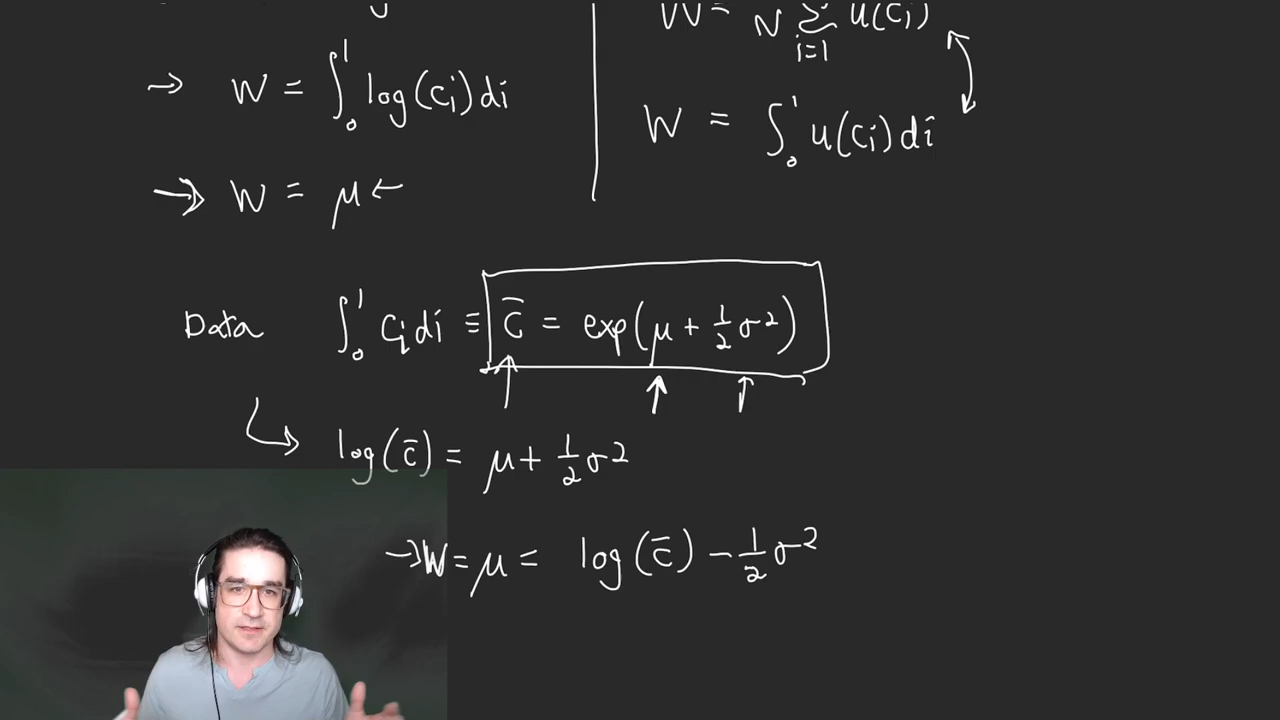 → W = ∫₀¹ log(cᵢ) di
→ W = μ ←
W = N Σ i=1 u(cᵢ)
W = ∫₀¹ u(cᵢ) di
Data ∫₀¹ cᵢ di ≡ c̄ = exp(μ + ½σ²)
log(c̄) = μ + ½σ²
→ W = μ = log(c̄) − ½σ²